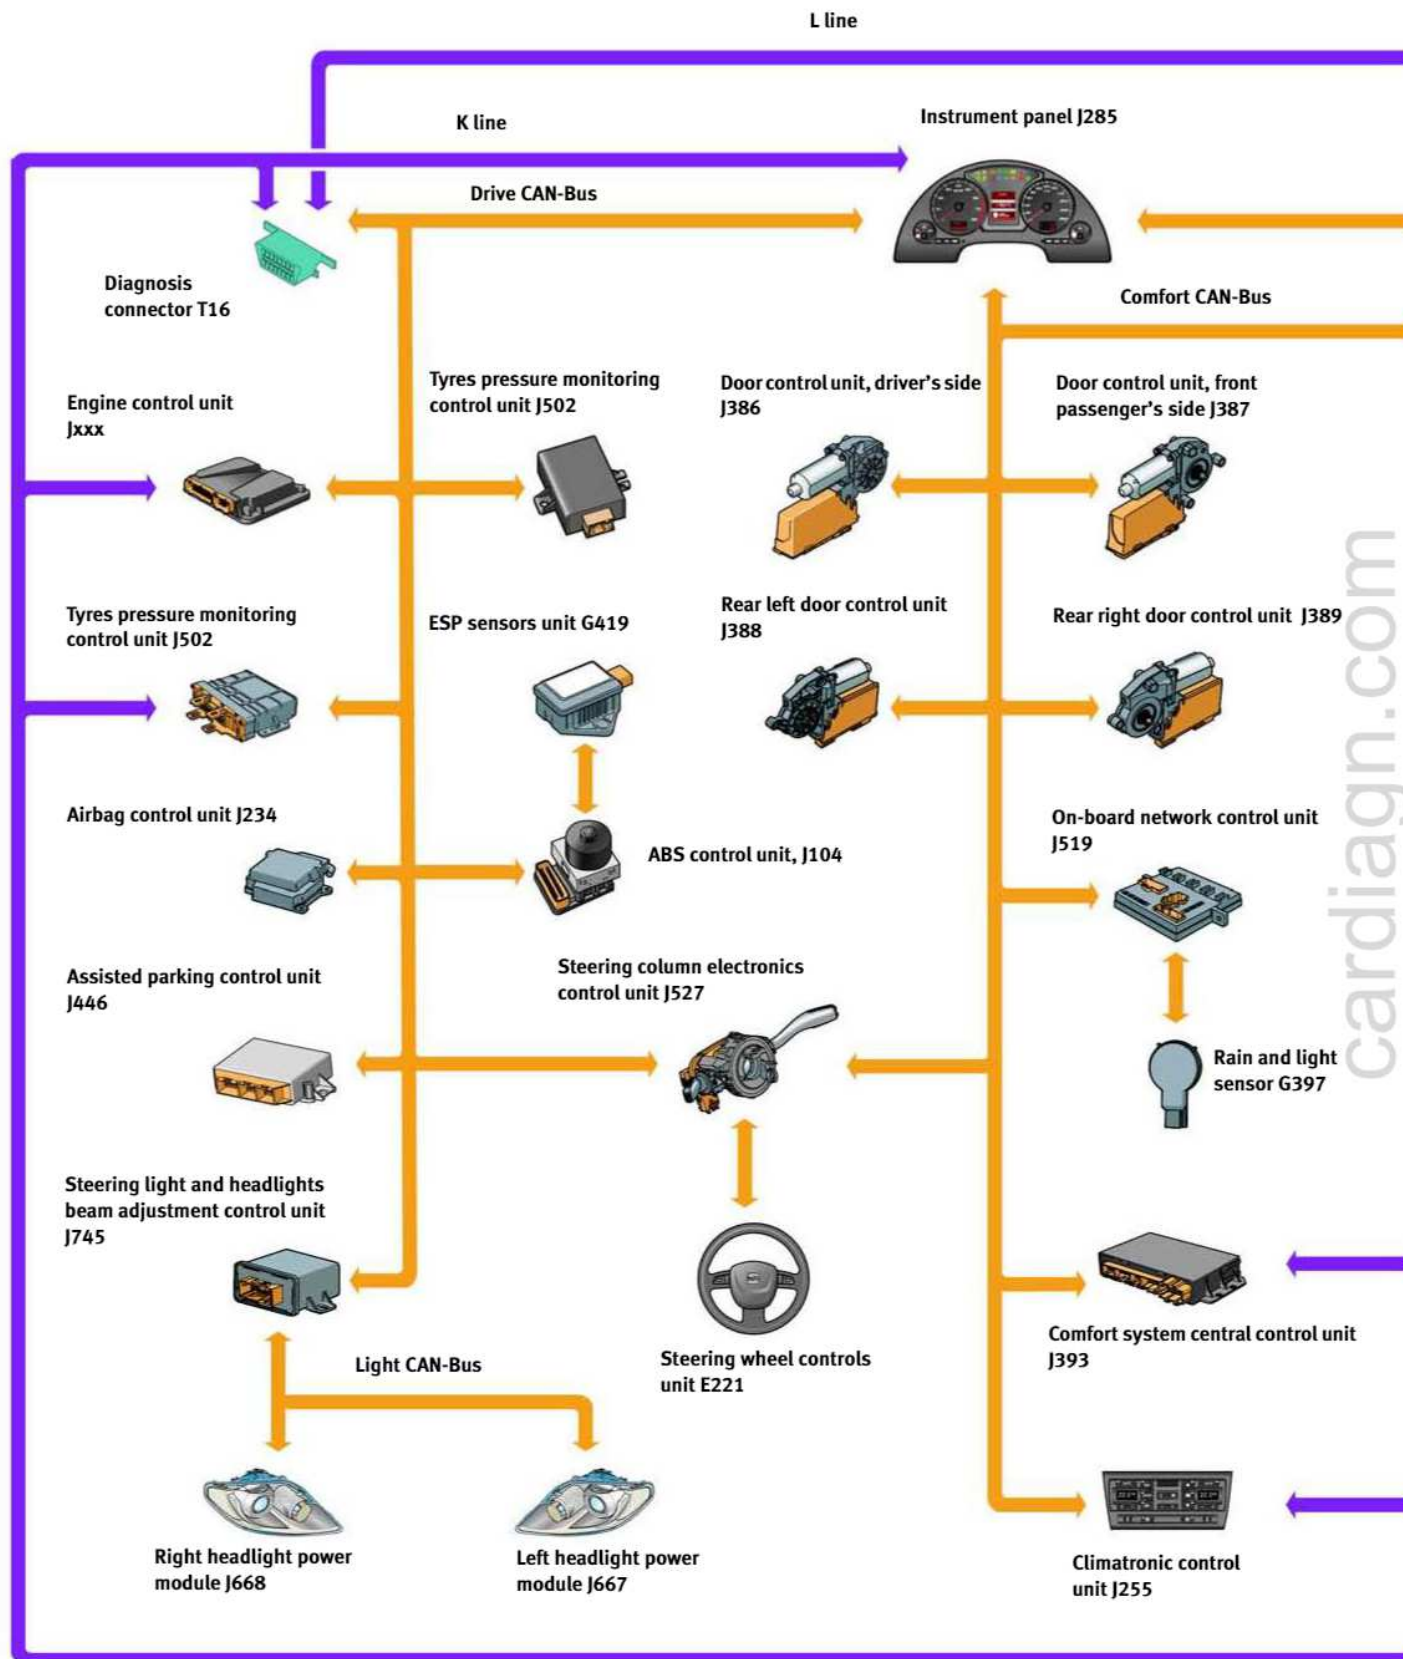 L line
K line
Instrument panel J285
Drive CAN-Bus
Diagnosis
connector T16
Comfort CAN-Bus
Engine control unit
Jxxx
Tyres pressure monitoring
control unit J502
Door control unit, driver's side
J386
Door control unit, front
passenger's side J387
Tyres pressure monitoring
control unit J502
ESP sensors unit G419
Rear left door control unit
J388
Rear right door control unit J389
Airbag control unit J234
ABS control unit, J104
On-board network control unit
J519
Assisted parking control unit
J446
Steering column electronics
control unit J527
Rain and light
sensor G397
Steering light and headlights
beam adjustment control unit
J745
Light CAN-Bus
Steering wheel controls
unit E221
Comfort system central control unit
J393
Right headlight power
module J668
Left headlight power
module J667
Climatronic control
unit J255
cardiagn.com